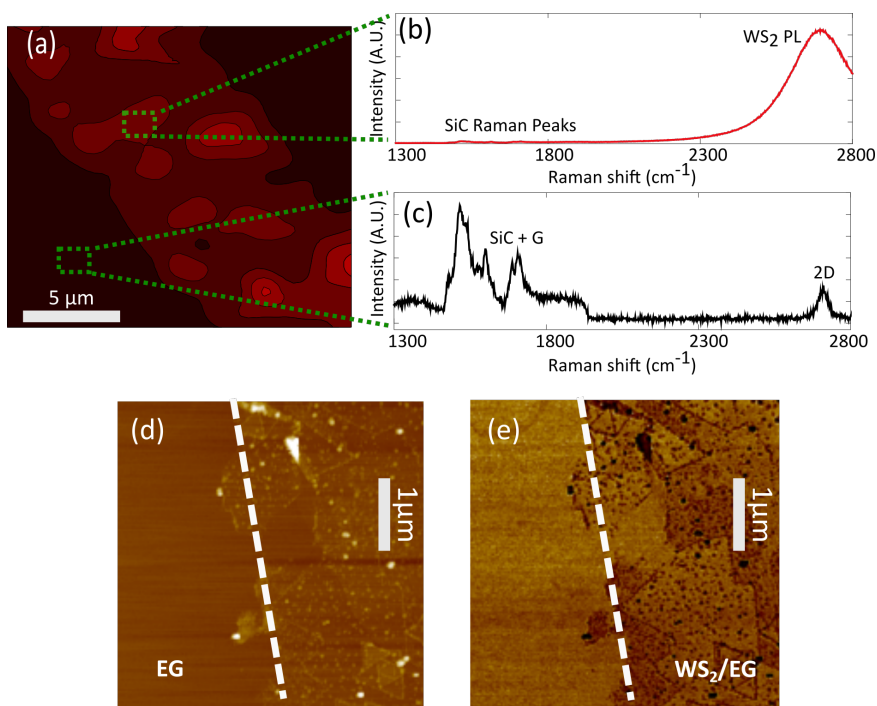 (a)
5 µm
(b)
WS₂ PL
SiC Raman Peaks
Intensity (A.U.)
1300 1800 2300 2800
Raman shift (cm⁻¹)
(c)
SiC + G
2D
Intensity (A.U.)
1300 1800 2300 2800
Raman shift (cm⁻¹)
(d)
1µm
EG
(e)
1µm
WS₂/EG